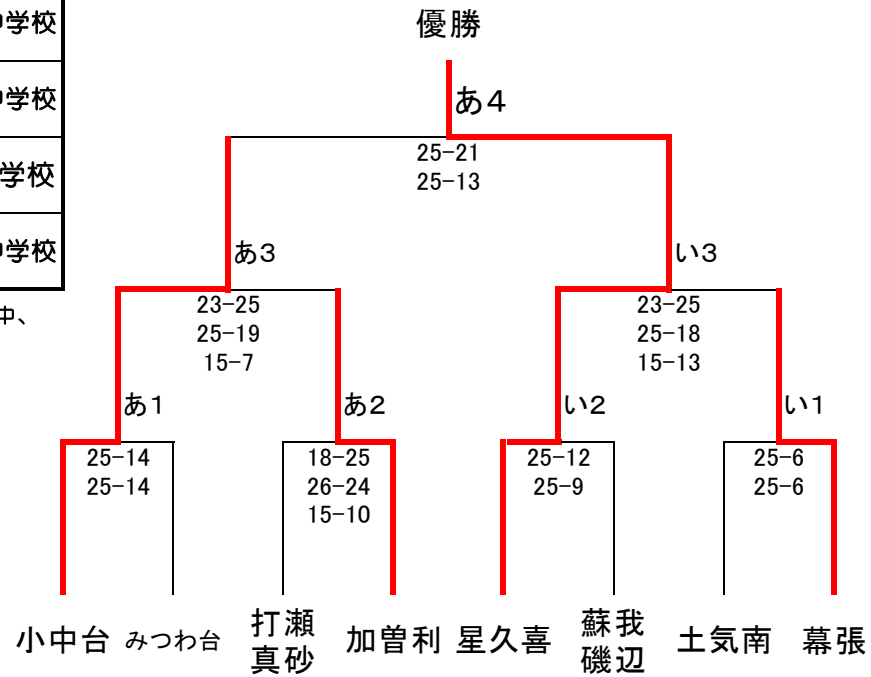 中学校
中学校
学校
中学校
中、
優勝
あ4
25-21
25-13
あ3
い3
23-25
25-19
15-7
23-25
25-18
15-13
あ1
あ2
い2
い1
25-14
25-14
18-25
26-24
15-10
25-12
25-9
25-6
25-6
小中台
みつわ台
打瀬
真砂
加曽利
星久喜
蘇我
磯辺
土気南
幕張